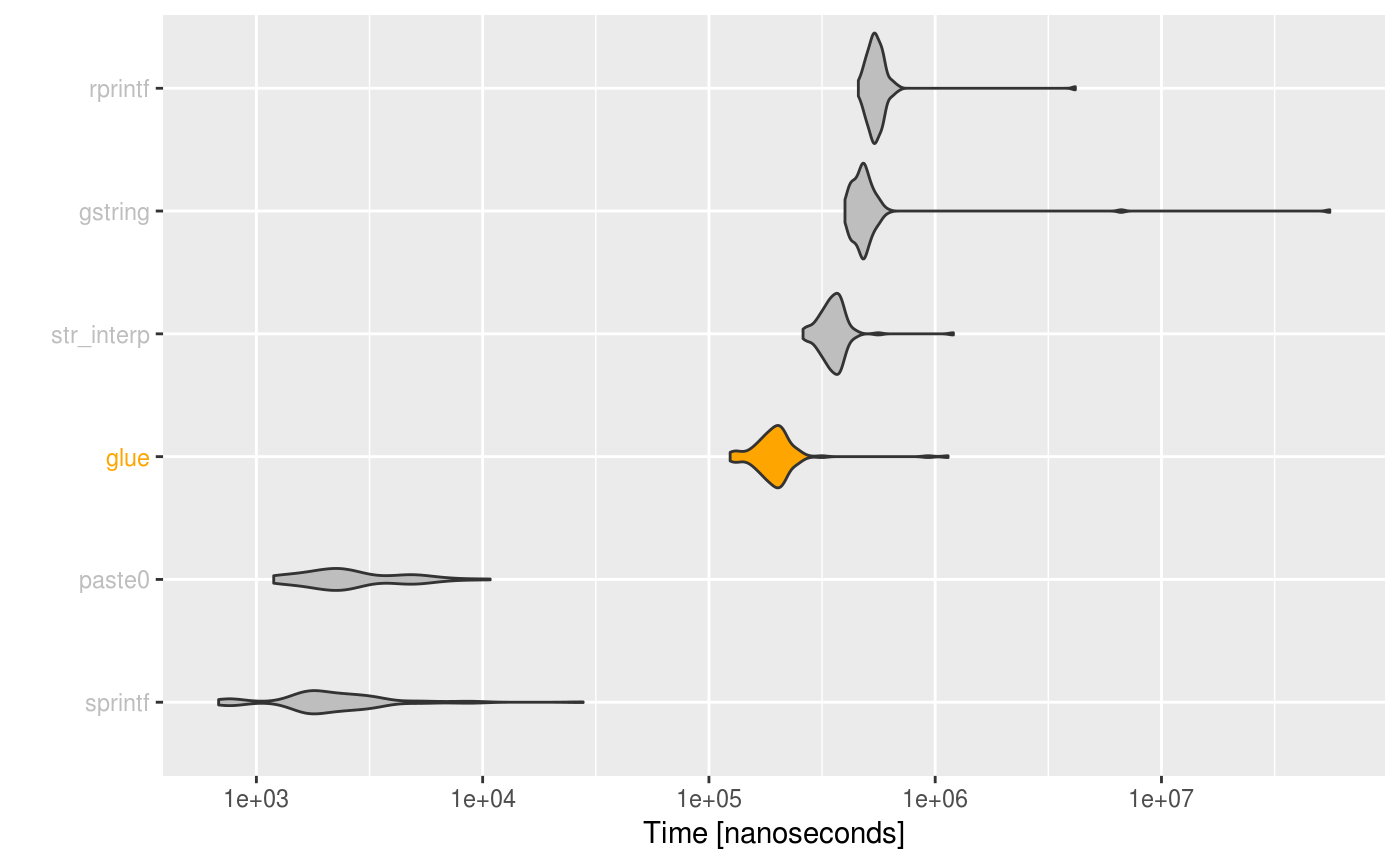 rprintf
gstring
str_interp
glue
paste0
sprintf
1e+03 1e+04 1e+05 1e+06 1e+07
Time [nanoseconds]